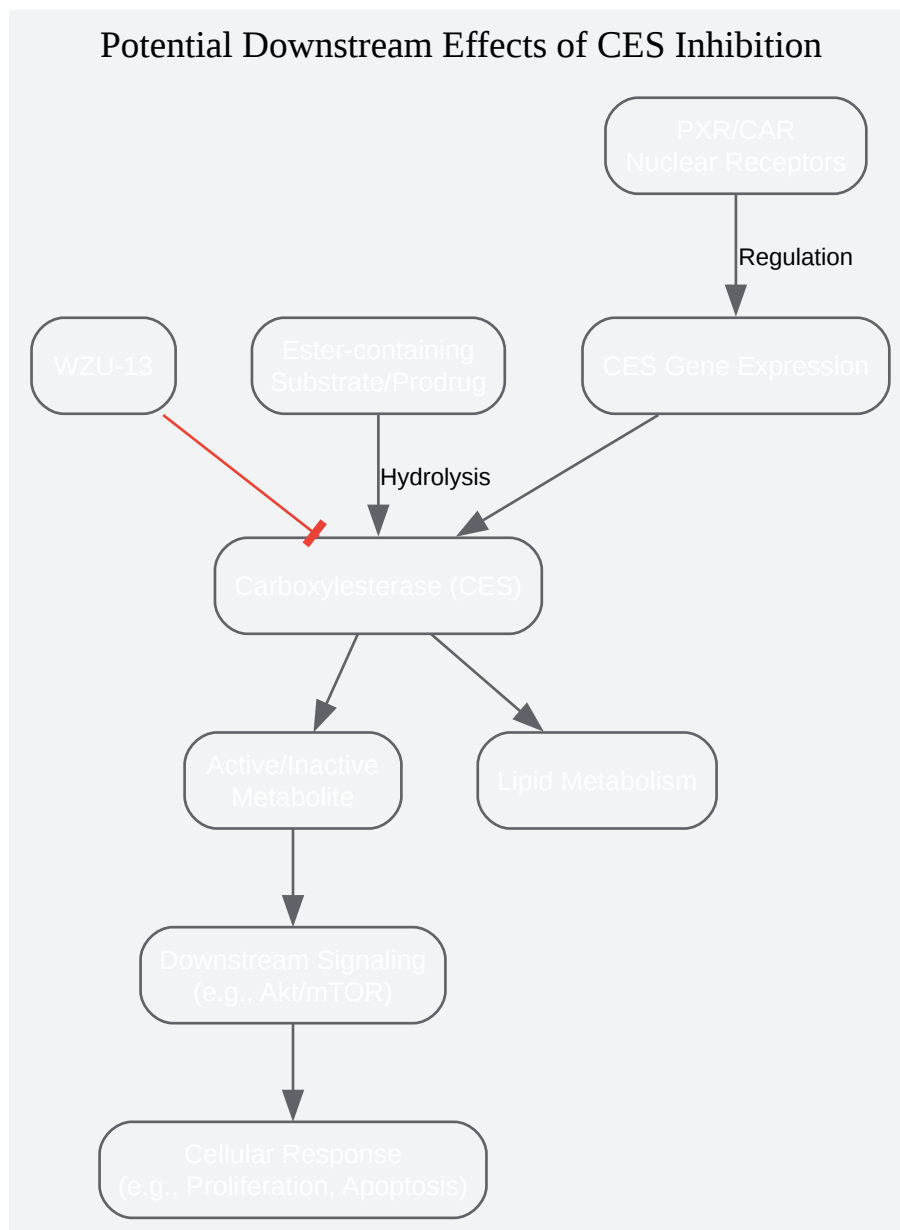 Potential Downstream Effects of CES Inhibition
PXR/CAR
Nuclear Receptors
Regulation
WZU-13
Ester-containing
Substrate/Prodrug
CES Gene Expression
Hydrolysis
Carboxylesterase (CES)
Active/Inactive
Metabolite
Lipid Metabolism
Downstream Signaling
(e.g., Akt/mTOR)
Cellular Response
(e.g., Proliferation, Apoptosis)